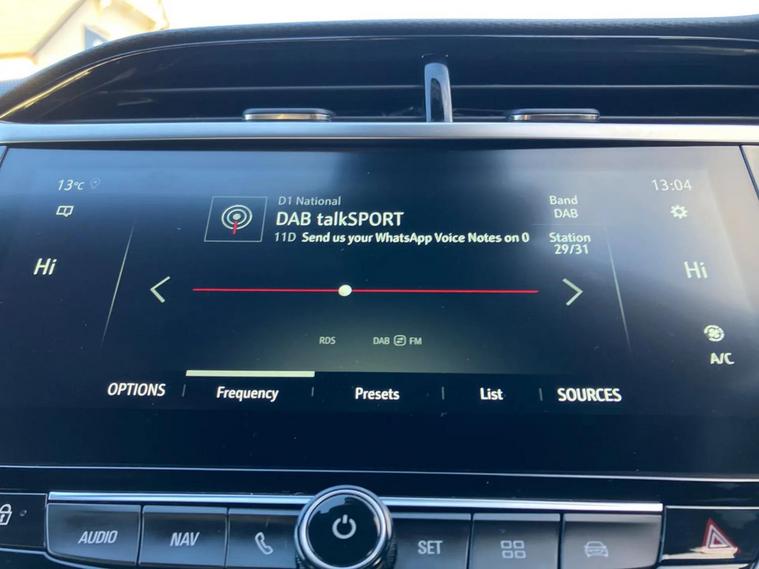 13°C
13:04
D1 National
DAB talkSPORT
11D Send us your WhatsApp Voice Notes on 0
Band
DAB
Station
29/31
Hi
Hi
RDS
DAB FM
A/C
OPTIONS
Frequency
Presets
List
SOURCES
AUDIO
NAV
SET